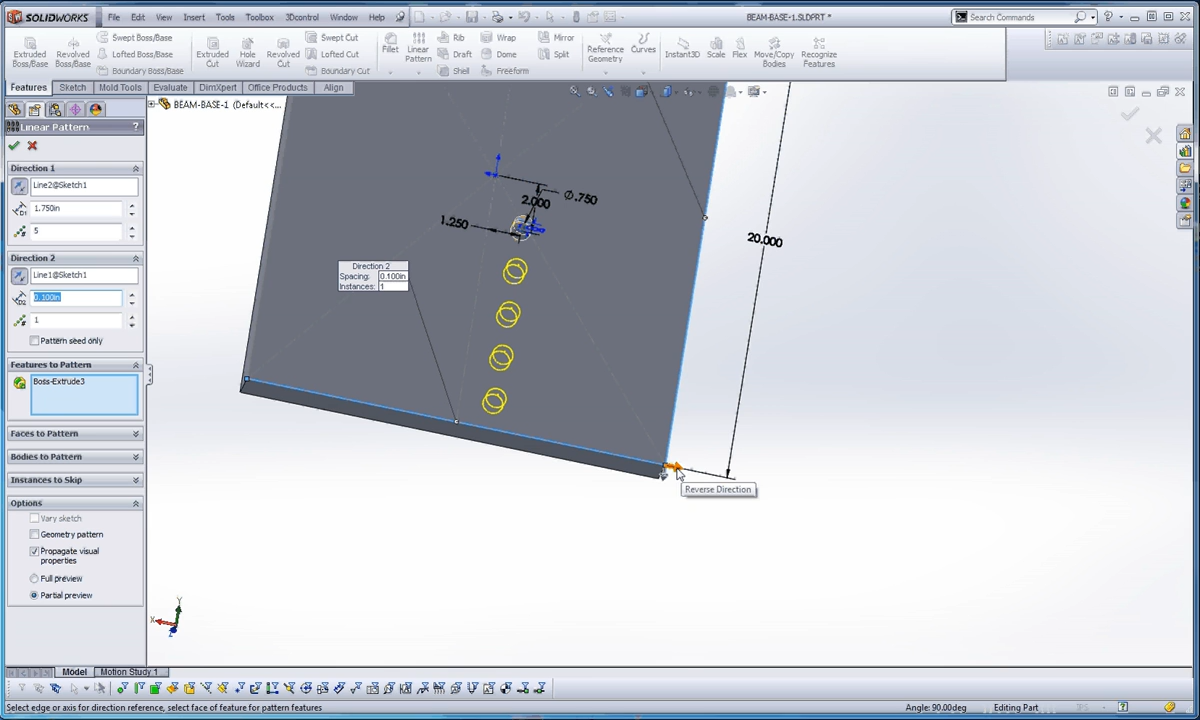 SOLIDWORKS File Edit View Insert Tools Toolbox 3Dcontrol Window Help BEAM-BASE-1.SLDPRT * Search Commands
Extruded Boss/Base Revolved Boss/Base Swept Boss/Base Lofted Boss/Base Boundary Boss/Base Extruded Cut Hole Wizard Revolved Cut Swept Cut Lofted Cut Boundary Cut Fillet Linear Pattern Rib Draft Shell Wrap Dome Freeform Mirror Split Reference Geometry Curves Instant3D Scale Flex Move/Copy Bodies Recognize Features
Features Sketch Mold Tools Evaluate DimXpert Office Products Align
BEAM-BASE-1 (Default<<...
Linear Pattern ?
Direction 1
Line2@Sketch1
1.750in
5
Direction 2
Line1@Sketch1
0.100in
1
Pattern seed only
Features to Pattern
Boss-Extrude3
Faces to Pattern
Bodies to Pattern
Instances to Skip
Options
Vary sketch
Geometry pattern
Propagate visual
properties
Full preview
Partial preview
Ø.750
2.000
1.250
20.000
Direction 2
Spacing: 0.100in
Instances: 1
Reverse Direction
Y
X
Z
Model Motion Study 1
Select edge or axis for direction reference, select face of feature for pattern features Angle: 90.00deg Editing Part